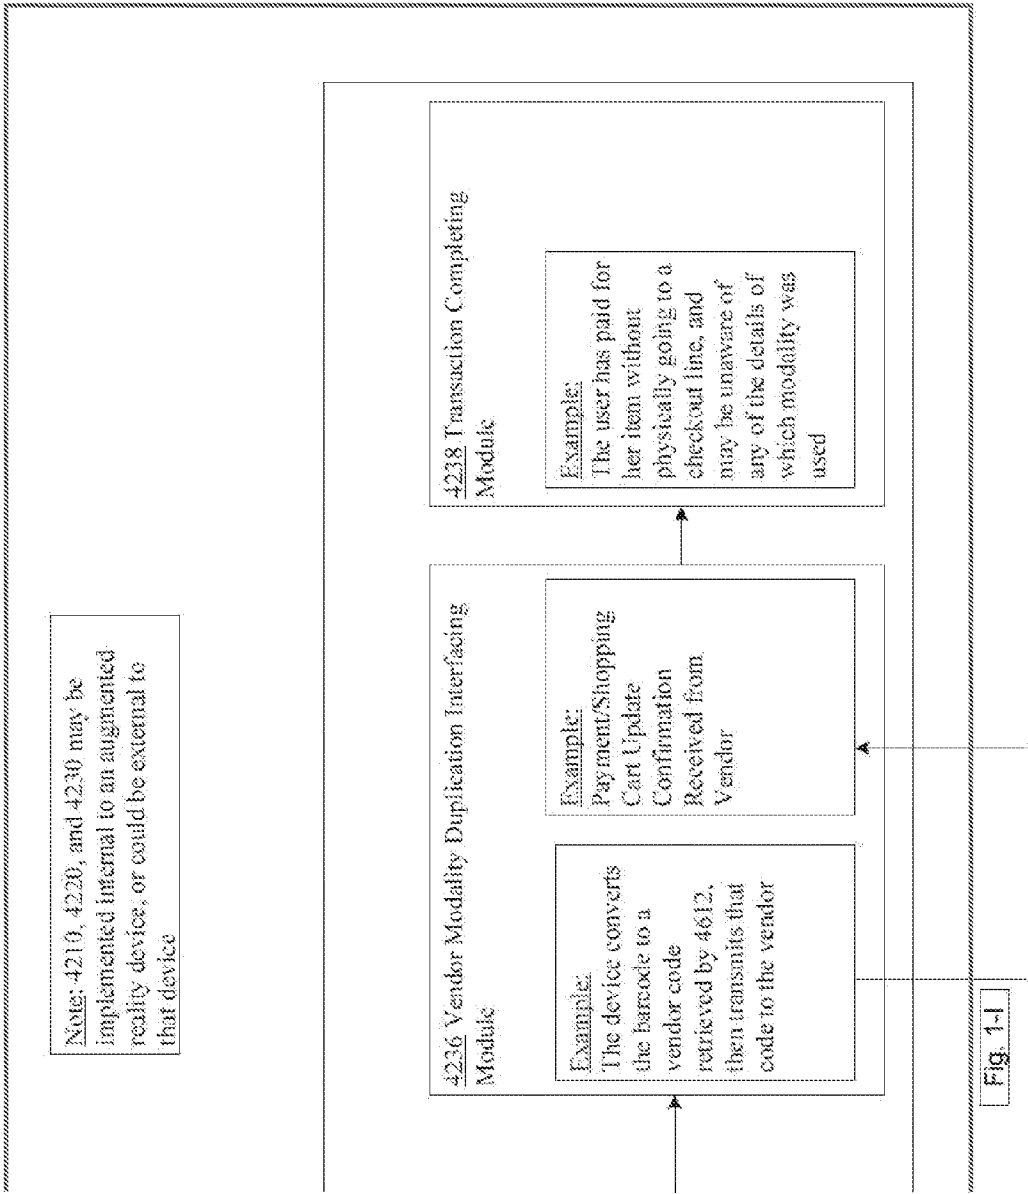 Note: 4210, 4220, and 4230 may be
implemented internal to an augmented
reality device, or could be external to
that device
4236 Vendor Modality Duplication Interfacing
Module
Example:
The device converts
the barcode to a
vendor code
retrieved by 4612,
then transmits that
code to the vendor
Example:
Payment/Shopping
Cart Update
Confirmation
Received from
Vendor
4238 Transaction Completing
Module
Example:
The user has paid for
her item without
physically going to a
checkout line, and
may be unaware of
any of the details of
which modality was
used
Fig. 1-I